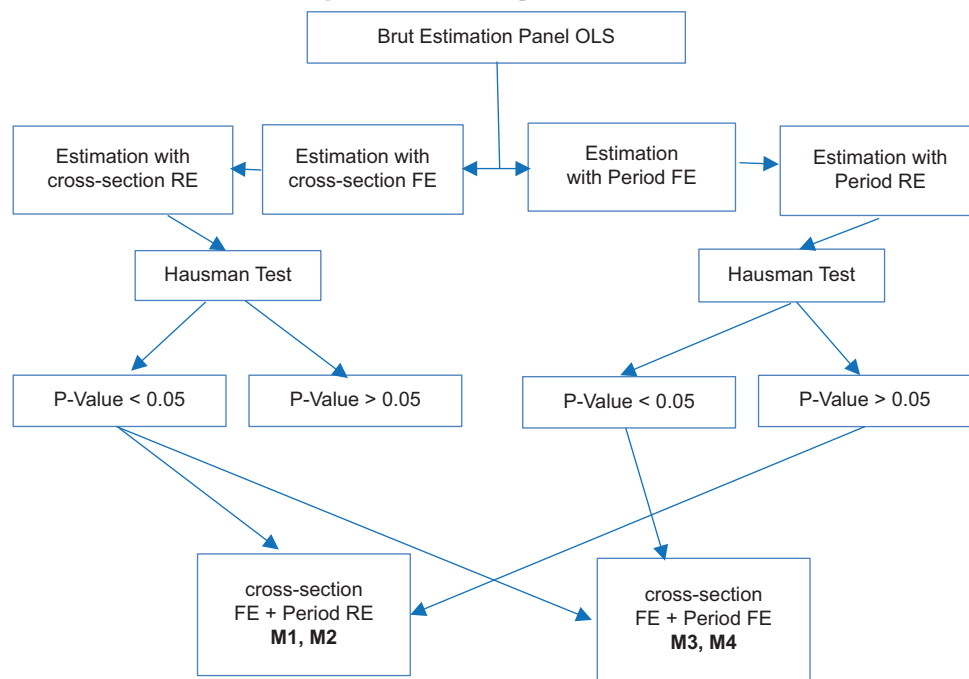 Brut Estimation Panel OLS
Estimation with
cross-section RE
Estimation with
cross-section FE
Estimation
with Period FE
Estimation with
Period RE
Hausman Test
Hausman Test
P-Value < 0.05
P-Value > 0.05
P-Value < 0.05
P-Value > 0.05
cross-section
FE + Period RE
M1, M2
cross-section
FE + Period FE
M3, M4